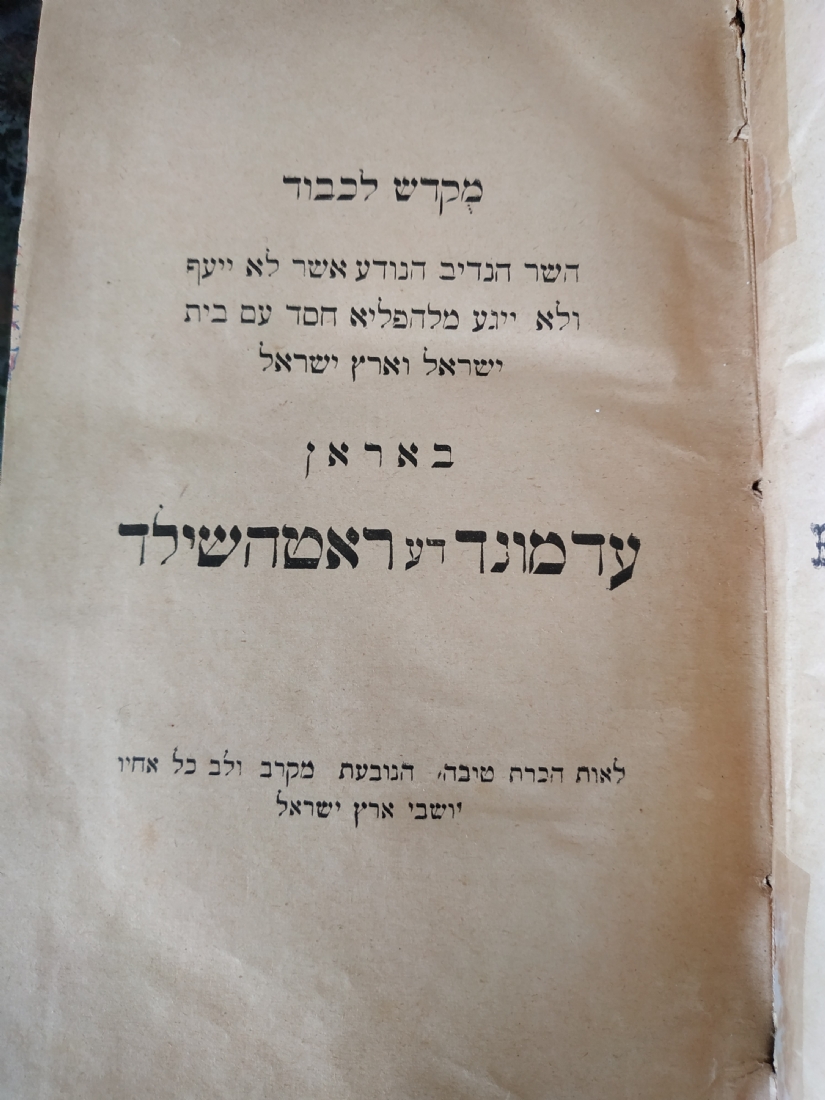 מֻקדש לכבוד
השר הנדיב הנודע אשר לא ייעף
ולא ייגע מלהפליא חסד עם בית
ישראל וארץ ישראל
באראן
עדמונד דע ראטהשילד
לאות הכרת טיבה, הנובעת מקרב ולב כל אחיו
יושבי ארץ ישראל